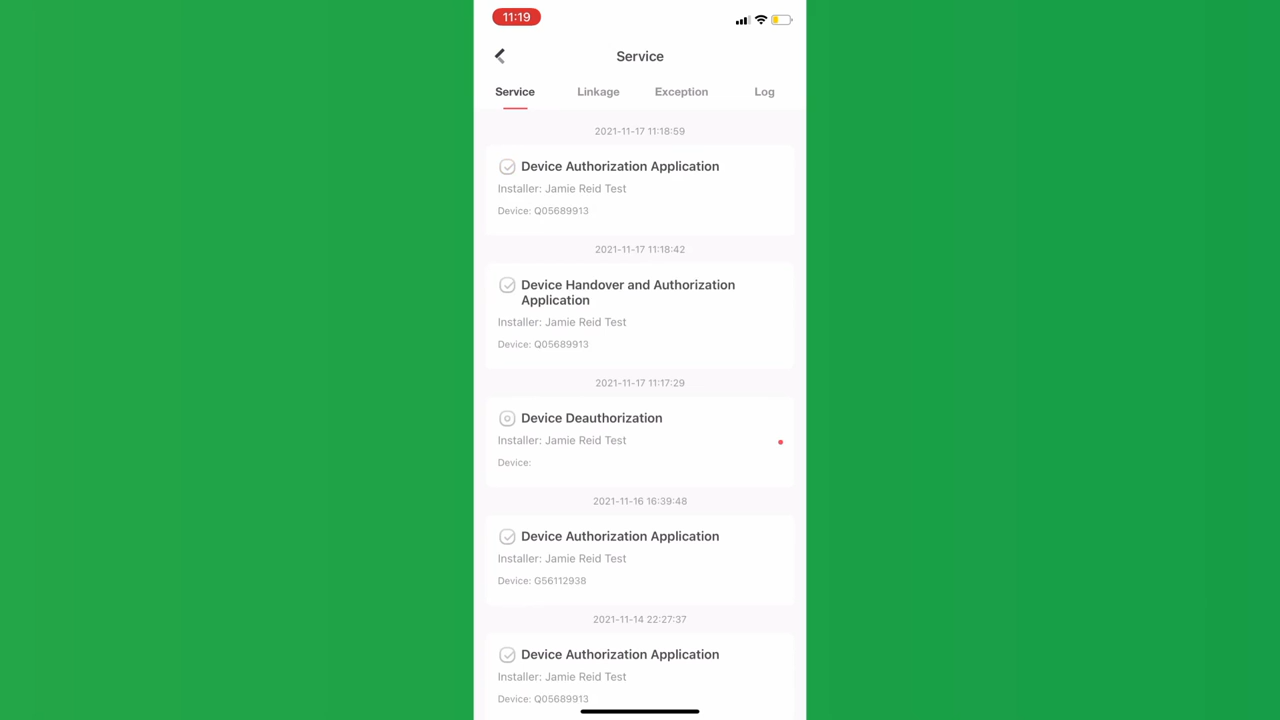 11:19
Service
Service Linkage Exception Log
2021-11-17 11:18:59
Device Authorization Application
Installer: Jamie Reid Test
Device: Q05689913
2021-11-17 11:18:42
Device Handover and Authorization
Application
Installer: Jamie Reid Test
Device: Q05689913
2021-11-17 11:17:29
Device Deauthorization
Installer: Jamie Reid Test
Device:
2021-11-16 16:39:48
Device Authorization Application
Installer: Jamie Reid Test
Device: G56112938
2021-11-14 22:27:37
Device Authorization Application
Installer: Jamie Reid Test
Device: Q05689913